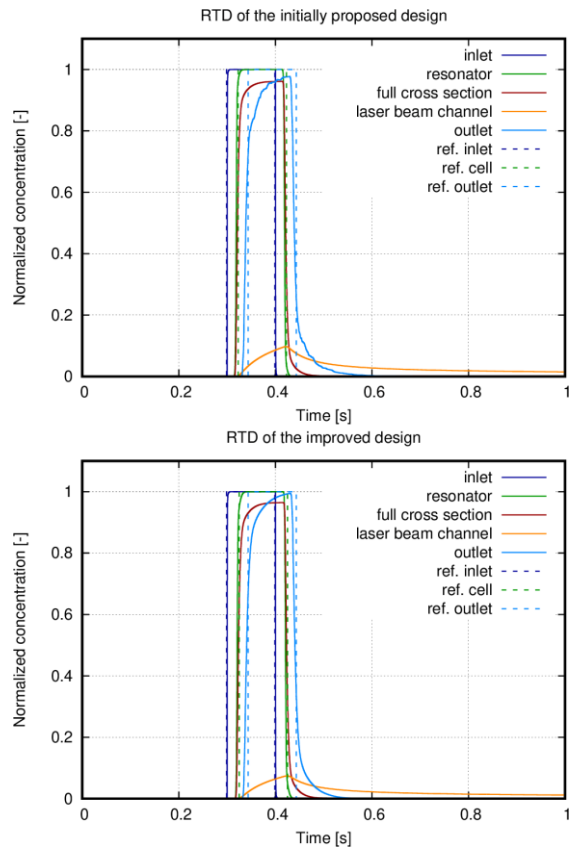 RTD of the initially proposed design
Normalized concentration [-]
1
0.8
0.6
0.4
0.2
0
inlet
resonator
full cross section
laser beam channel
outlet
ref. inlet
ref. cell
ref. outlet
0 0.2 0.4 0.6 0.8 1
Time [s]
RTD of the improved design
Normalized concentration [-]
1
0.8
0.6
0.4
0.2
0
inlet
resonator
full cross section
laser beam channel
outlet
ref. inlet
ref. cell
ref. outlet
0 0.2 0.4 0.6 0.8 1
Time [s]